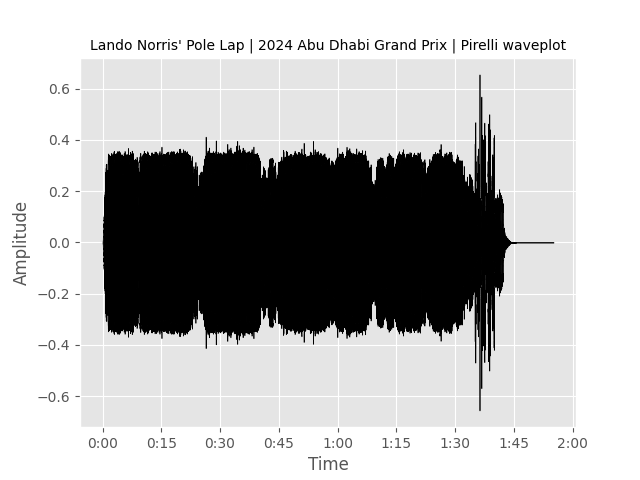 Lando Norris' Pole Lap | 2024 Abu Dhabi Grand Prix | Pirelli waveplot
0.6
0.4
0.2
0.0
−0.2
−0.4
−0.6
Amplitude
0:00 0:15 0:30 0:45 1:00 1:15 1:30 1:45 2:00
Time